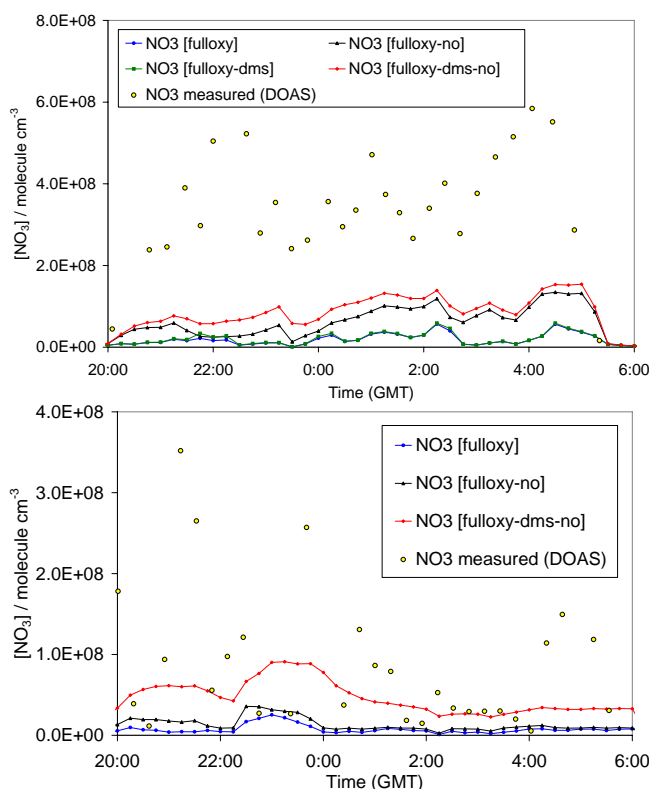 8.0E+08
NO3 [fulloxy]
NO3 [fulloxy-no]
NO3 [fulloxy-dms]
NO3 [fulloxy-dms-no]
NO3 measured (DOAS)
6.0E+08
4.0E+08
2.0E+08
0.0E+00
[NO3] / molecule cm-3
20:00 22:00 0:00 2:00 4:00 6:00
Time (GMT)
4.0E+08
NO3 [fulloxy]
NO3 [fulloxy-no]
NO3 [fulloxy-dms-no]
NO3 measured (DOAS)
3.0E+08
2.0E+08
1.0E+08
0.0E+00
[NO3] / molecule cm-3
20:00 22:00 0:00 2:00 4:00 6:00
Time (GMT)